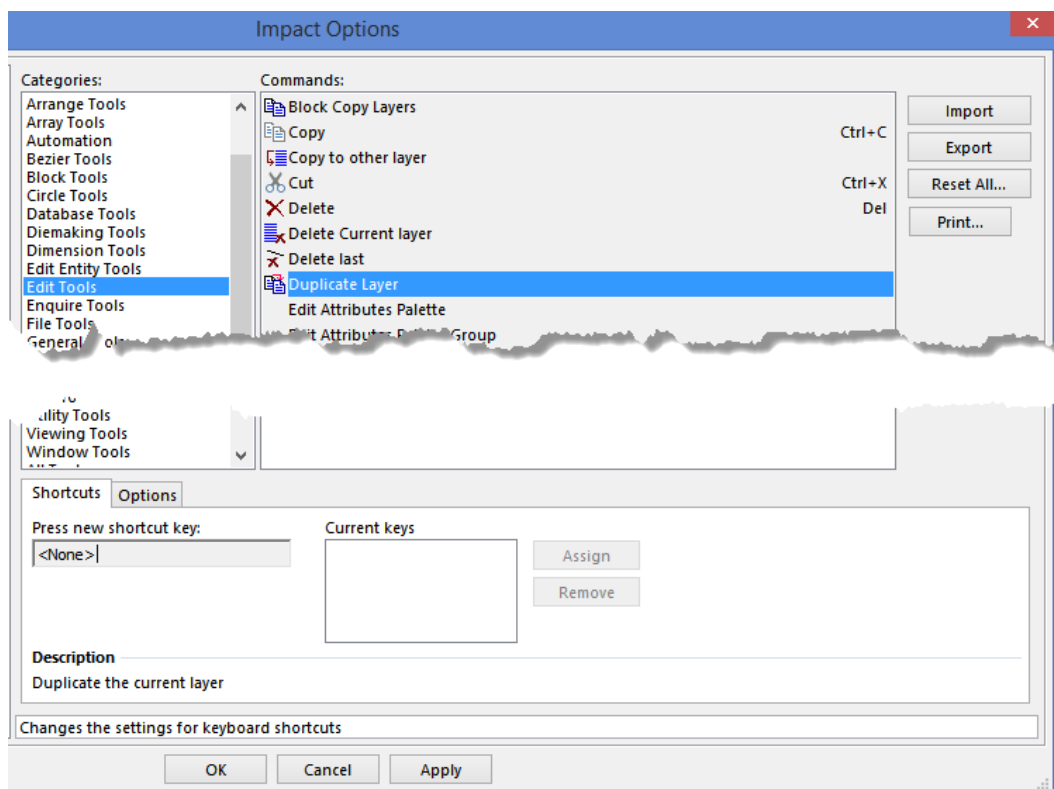 Impact Options
Categories:
Arrange Tools
Array Tools
Automation
Bezier Tools
Block Tools
Circle Tools
Database Tools
Diemaking Tools
Dimension Tools
Edit Entity Tools
Edit Tools
Enquire Tools
File Tools
General
Commands:
Block Copy Layers
Copy Ctrl+C
Copy to other layer
Cut Ctrl+X
Delete Del
Delete Current layer
Delete last
Duplicate Layer
Edit Attributes Palette
Group
Import
Export
Reset All...
Print...
Tools
Viewing Tools
Window Tools
Shortcuts
Options
Press new shortcut key:
<None>
Current keys
Assign
Remove
Description
Duplicate the current layer
Changes the settings for keyboard shortcuts
OK
Cancel
Apply